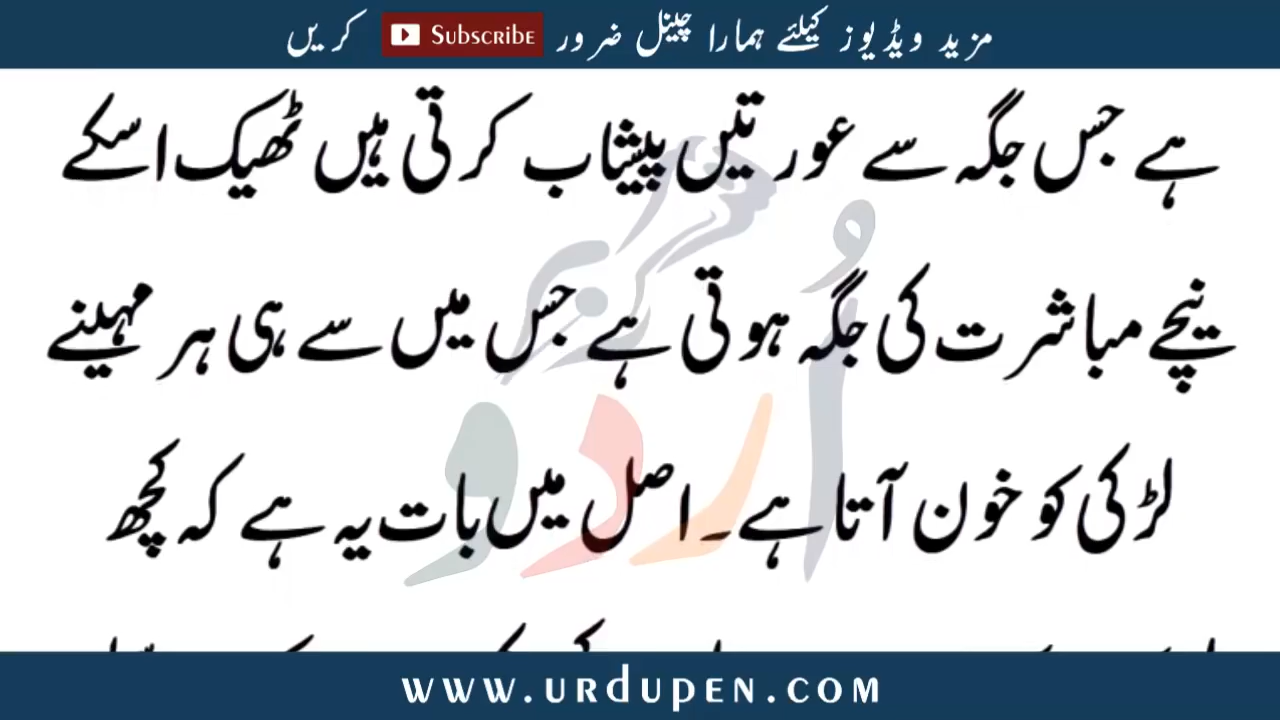 مزید ویڈیوز کیلئے ہمارا چینل ضرور Subscribe کریں
ہے جس جگہ سے عورتیں پیشاب کرتی ہیں ٹھیک اسکے
نیچے مباشرت کی جگہ ہوتی ہے جس میں سے ہی ہر مہینے
لڑکی کو خون آتا ہے۔ اصل میں بات یہ ہے کہ کچھ
اُردو
www.urdupen.com